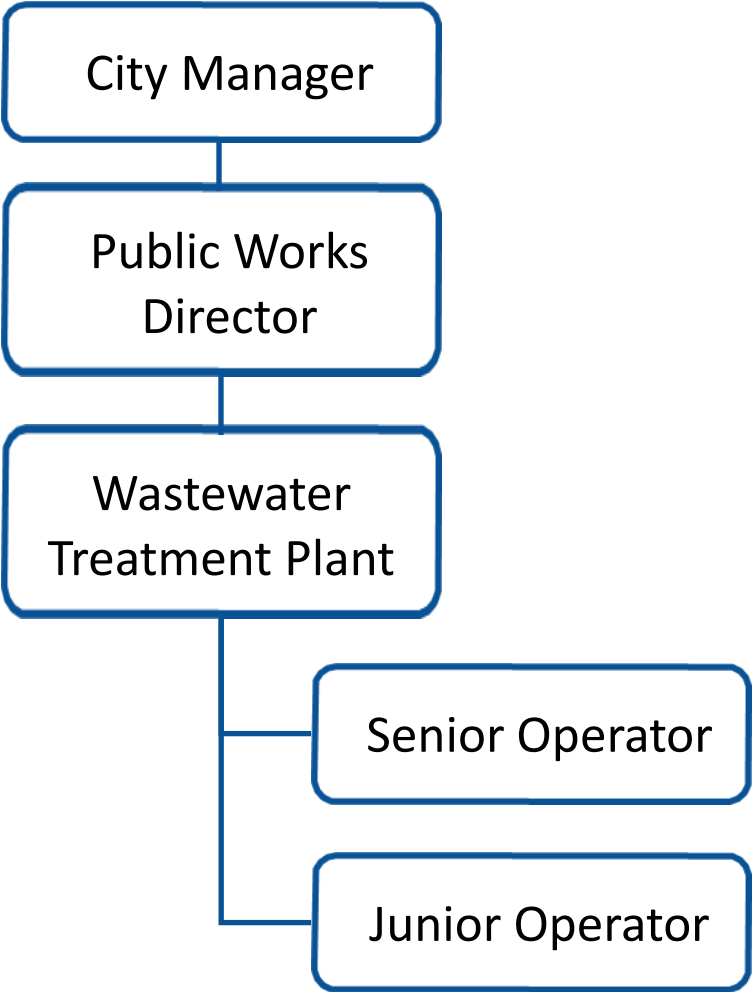 City Manager
Public Works
Director
Wastewater
Treatment Plant
Senior Operator
Junior Operator